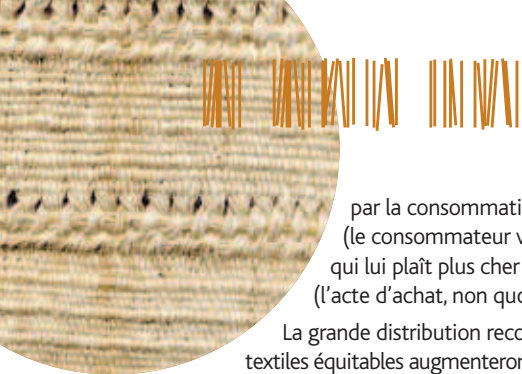 par la consommati
(le consommateur v
qui lui plaît plus cher
(l'acte d'achat, non quo
La grande distribution reco
textiles équitables augmenteron